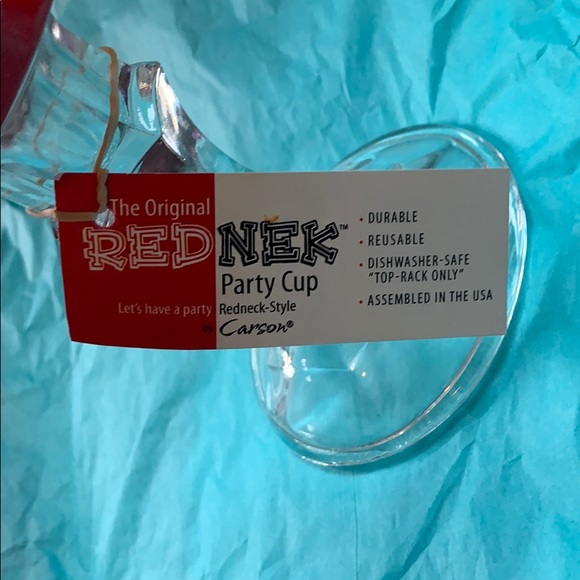 The Original
REDNEK™
Party Cup
Let's have a party Redneck-Style
by Carson®
• DURABLE
• REUSABLE
• DISHWASHER-SAFE
"TOP-RACK ONLY"
• ASSEMBLED IN THE USA